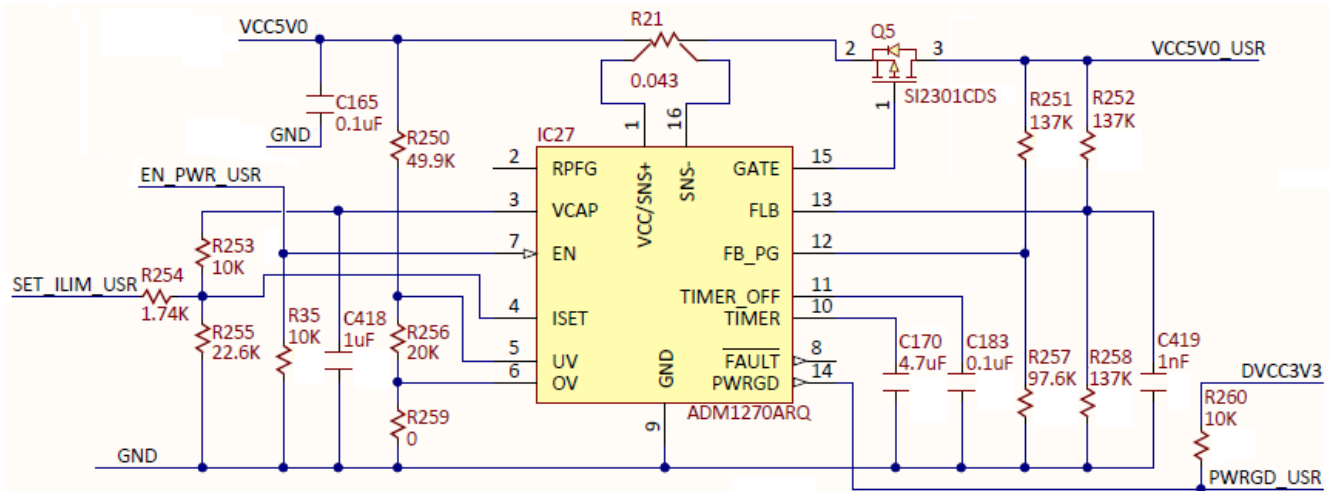 VCC5V0
R21
0.043
Q5
2
3
1
SI2301CDS
VCC5V0_USR
C165
0.1uF
GND
R250
49.9K
R251
137K
R252
137K
IC27
1
16
VCC/SNS+
SNS-
2
RPFG
GATE
15
EN_PWR_USR
3
VCAP
FLB
13
7
EN
FB_PG
12
R253
10K
SET_ILIM_USR
R254
1.74K
TIMER_OFF
11
TIMER
10
4
ISET
R255
22.6K
R35
10K
C418
1uF
R256
20K
5
UV
6
OV
FAULT
8
PWRGD
14
GND
9
ADM1270ARQ
C170
4.7uF
C183
0.1uF
R257
97.6K
R258
137K
C419
1nF
R259
0
DVCC3V3
R260
10K
GND
PWRGD_USR